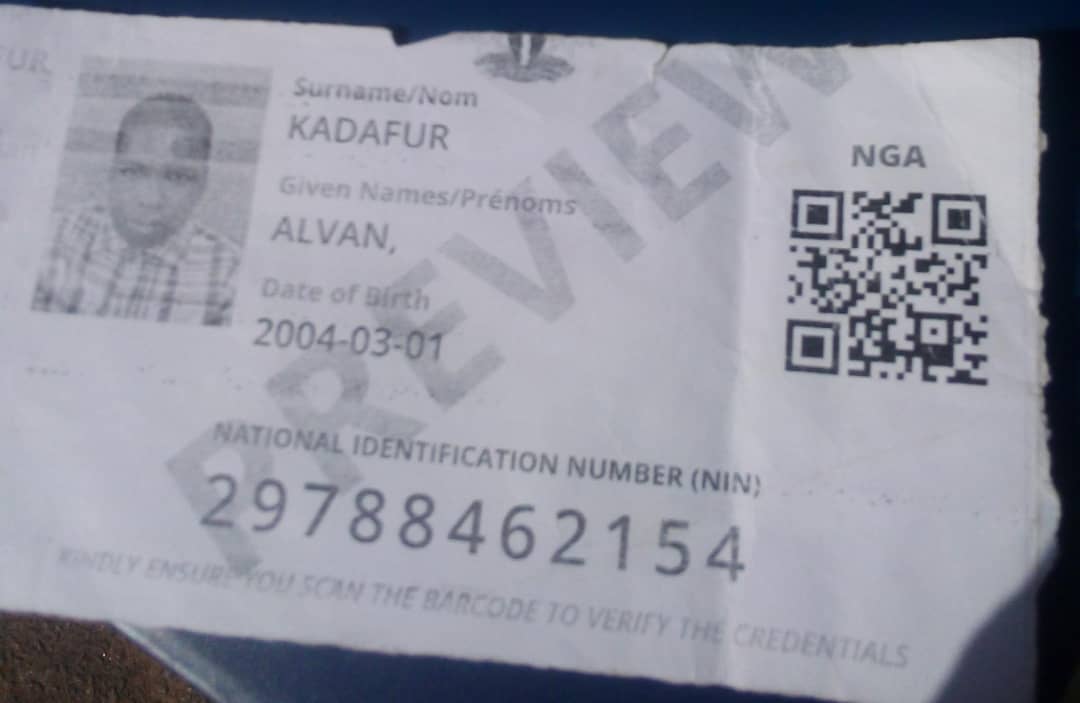 FUR
Surname/Nom
KADAFUR
NGA
Given Names/Prénoms
ALVAN,
Date of Birth
2004-03-01
PREVIEW
NATIONAL IDENTIFICATION NUMBER (NIN)
29788462154
KINDLY ENSURE YOU SCAN THE BARCODE TO VERIFY THE CREDENTIALS